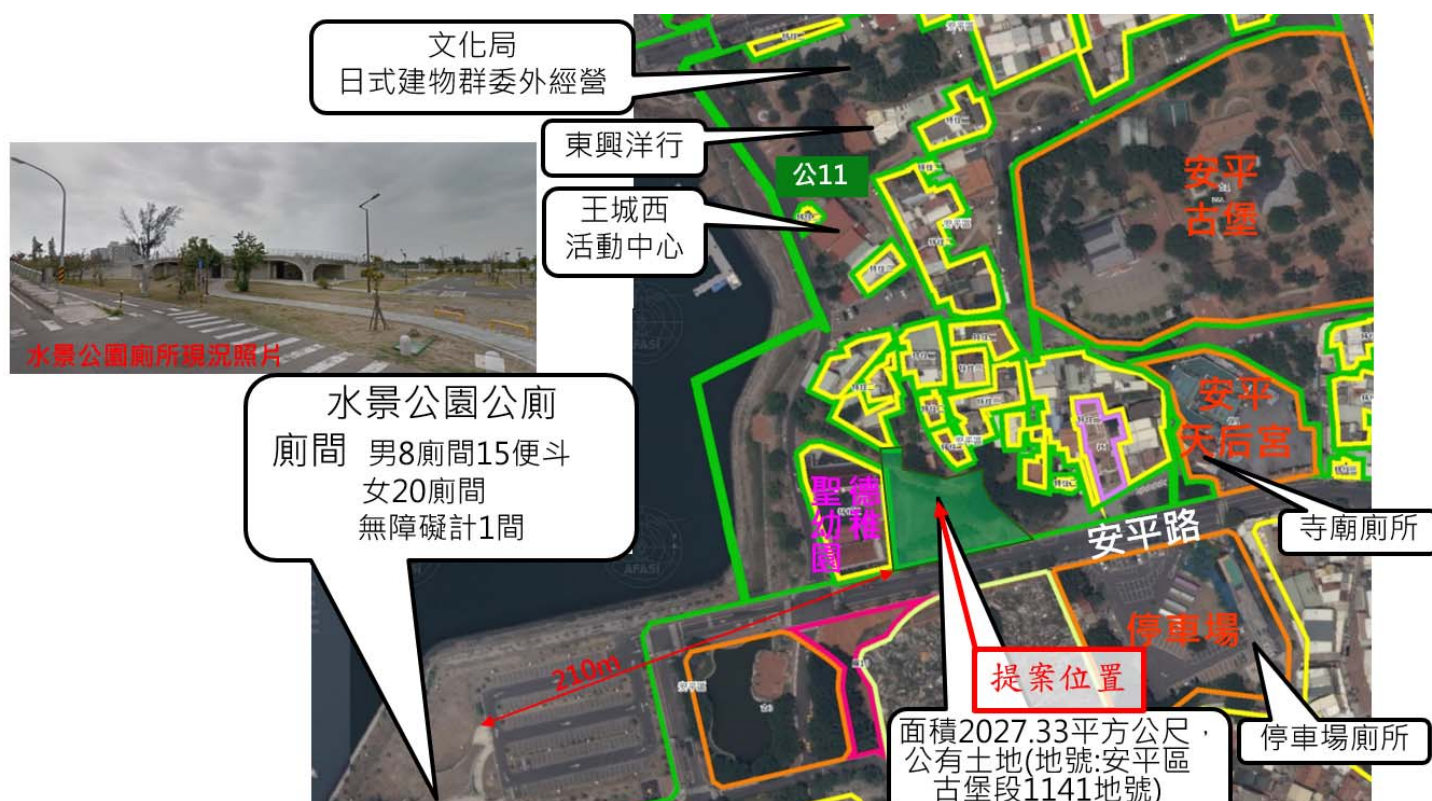 文化局
日式建物群委外經營
東興洋行
公11
王城西
活動中心
安平
古堡
水景公園廁所現況照片
水景公園公廁
廁間 男8廁間15便斗
女20廁間
無障礙計1間
安平
天后宮
聖德
幼稚
園
安平路
寺廟廁所
210m
停車場
提案位置
面積2027.33平方公尺，
公有土地(地號:安平區
古堡段1141地號)
停車場廁所